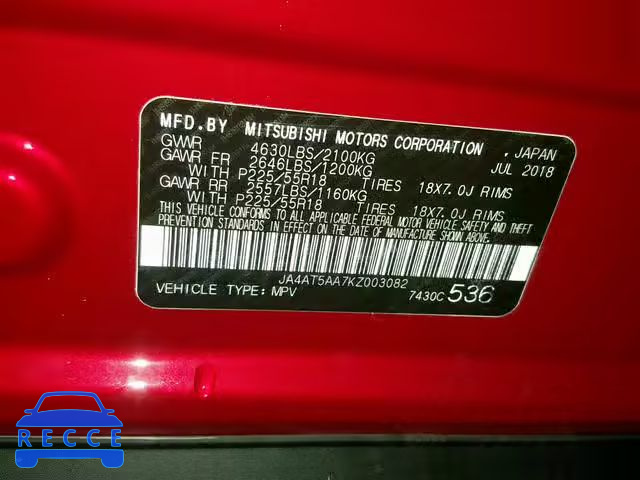 MFD.BY MITSUBISHI MOTORS CORPORATION , JAPAN
GVWR 4630LBS/2100KG JUL 2018
GAWR FR 2646LBS/1200KG
WITH P225/55R18 TIRES 18X7.0J RIMS
GAWR RR 2557LBS/1160KG
WITH P225/55R18 TIRES 18X7.0J RIMS
THIS VEHICLE CONFORMS TO ALL APPLICABLE FEDERAL MOTOR VEHICLE SAFETY AND THEFT
PREVENTION STANDARDS IN EFFECT ON THE DATE OF MANUFACTURE SHOWN ABOVE.
JA4AT5AA7KZ003082
VEHICLE TYPE: MPV 7430C 536
RECCE